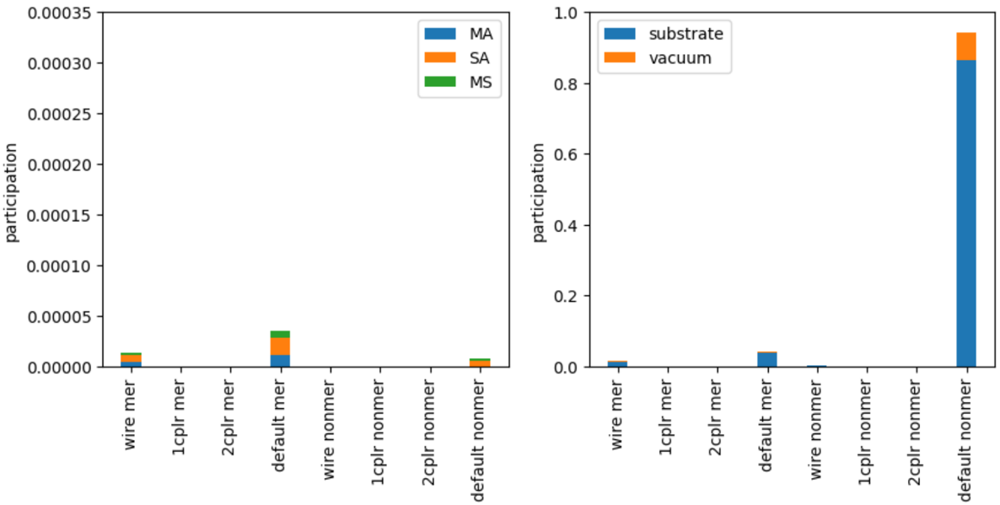 0.00035
0.00030
0.00025
0.00020
0.00015
0.00010
0.00005
0.00000
participation
MA
SA
MS
wire mer
1cplr mer
2cplr mer
default mer
wire nonmer
1cplr nonmer
2cplr nonmer
default nonmer
1.0
0.8
0.6
0.4
0.2
0.0
participation
substrate
vacuum
wire mer
1cplr mer
2cplr mer
default mer
wire nonmer
1cplr nonmer
2cplr nonmer
default nonmer